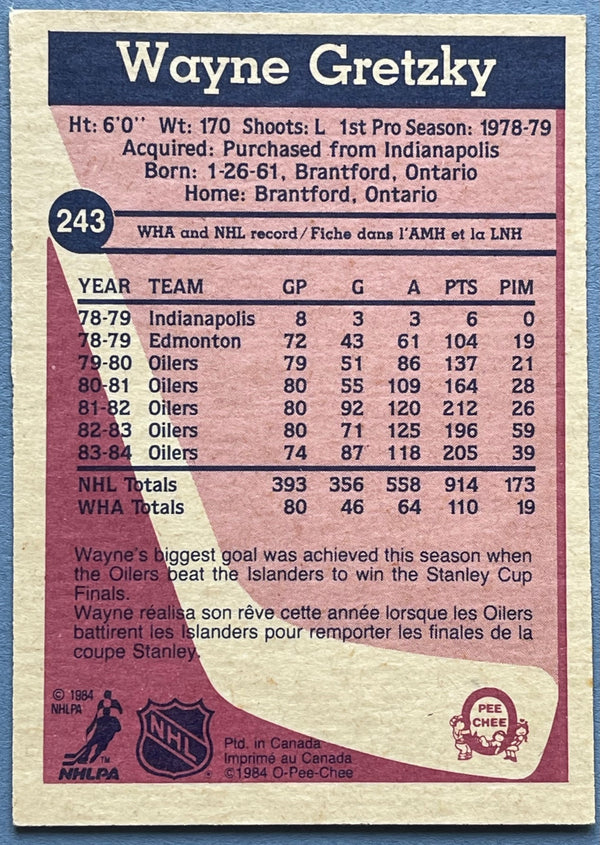 Wayne Gretzky
Ht: 6'0" Wt: 170 Shoots: L 1st Pro Season: 1978-79
Acquired: Purchased from Indianapolis
Born: 1-26-61, Brantford, Ontario
Home: Brantford, Ontario
243
WHA and NHL record/Fiche dans l'AMH et la LNH
YEAR TEAM GP G A PTS PIM
78-79 Indianapolis 8 3 3 6 0
78-79 Edmonton 72 43 61 104 19
79-80 Oilers 79 51 86 137 21
80-81 Oilers 80 55 109 164 28
81-82 Oilers 80 92 120 212 26
82-83 Oilers 80 71 125 196 59
83-84 Oilers 74 87 118 205 39
NHL Totals 393 356 558 914 173
WHA Totals 80 46 64 110 19
Wayne's biggest goal was achieved this season when
the Oilers beat the Islanders to win the Stanley Cup
Finals.
Wayne réalisa son rêve cette année lorsque les Oilers
battirent les Islanders pour remporter les finales de la
coupe Stanley.
© 1984
NHLPA
TM
NHLPA
NHL
®
Ptd. in Canada
Imprimé au Canada
©1984 O-Pee-Chee
PEE
CHEE